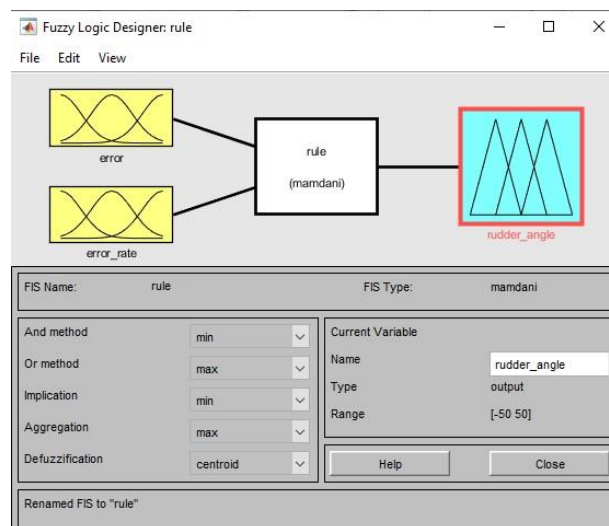 Fuzzy Logic Designer: rule
File Edit View
error
rule
(mamdani)
error_rate
rudder_angle
FIS Name: rule FIS Type: mamdani
And method min
Or method max
Implication min
Aggregation max
Defuzzification centroid
Current Variable
Name rudder_angle
Type output
Range [-50 50]
Help Close
Renamed FIS to "rule"